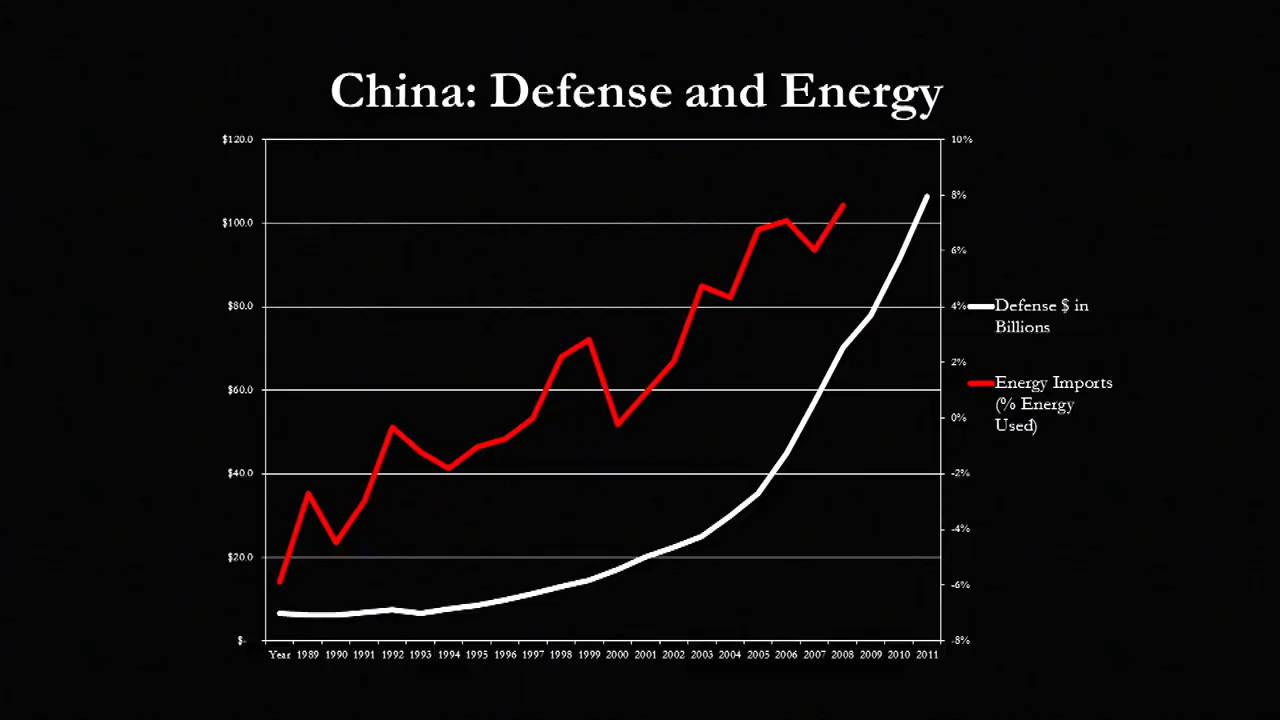 China: Defense and Energy
$120.0
$100.0
$80.0
$60.0
$40.0
$20.0
$-
10%
8%
6%
4%
2%
0%
-2%
-4%
-6%
-8%
Defense $ in
Billions
Energy Imports
(% Energy
Used)
Year 1989 1990 1991 1992 1993 1994 1995 1996 1997 1998 1999 2000 2001 2002 2003 2004 2005 2006 2007 2008 2009 2010 2011